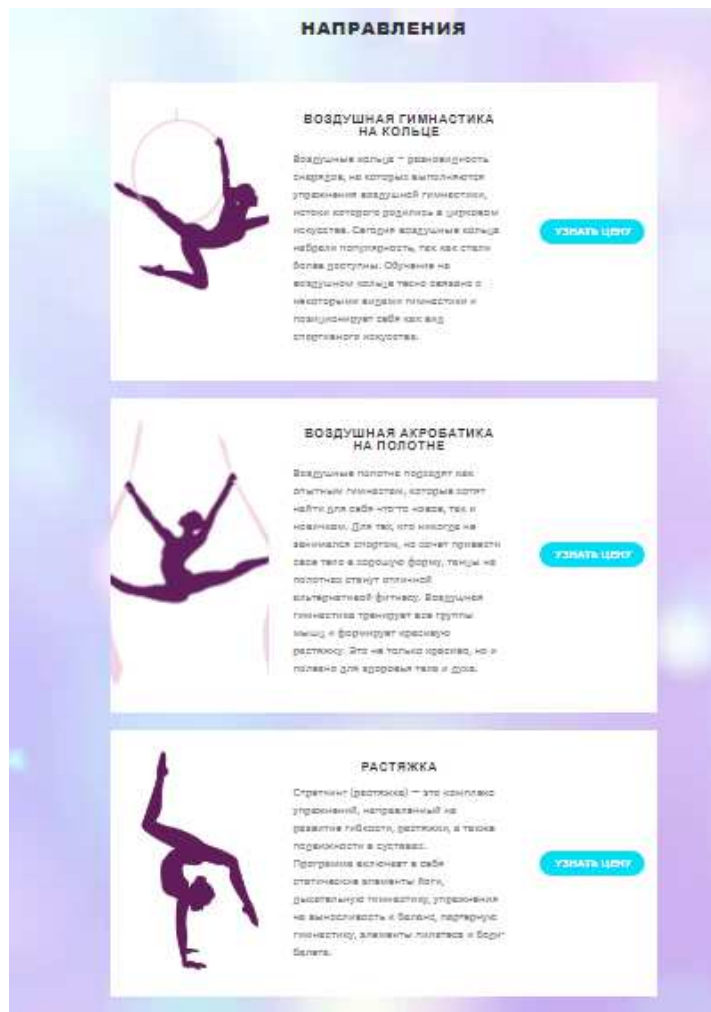 НАПРАВЛЕНИЯ
ВОЗДУШНАЯ ГИМНАСТИКА
НА КОЛЬЦЕ
Воздушные кольца – разновидность
снарядов, на которых выполняются
упражнения воздушной гимнастики,
истоки которого родились в цирковом
искусстве. Сегодня воздушные кольца
набрали популярность, так как стали
более доступны. Обучение на
воздушном кольце тесно связано с
некоторыми видами гимнастики и
позиционирует себя как вид
спортивного искусства.
УЗНАТЬ ЦЕНУ
ВОЗДУШНАЯ АКРОБАТИКА
НА ПОЛОТНЕ
Воздушные полотна подходят как
опытным гимнастам, которые хотят
найти для себя что-то новое, так и
новичкам. Для тех, кто никогда не
занимался спортом, но хочет привести
свое тело в хорошую форму, танцы на
полотнах станут отличной
альтернативой фитнесу. Воздушная
гимнастика тренирует все группы
мышц и формирует красивую
растяжку. Это не только красиво, но и
полезно для здоровья тела и духа.
УЗНАТЬ ЦЕНУ
РАСТЯЖКА
Стретчинг (растяжка) – это комплекс
упражнений, направленный на
развитие гибкости, растяжки, а также
подвижности в суставах.
Программа включает в себя
статические элементы йоги,
дыхательную гимнастику, упражнения
на выносливость и баланс, партерную
гимнастику, элементы пилатеса и боди-
балета.
УЗНАТЬ ЦЕНУ